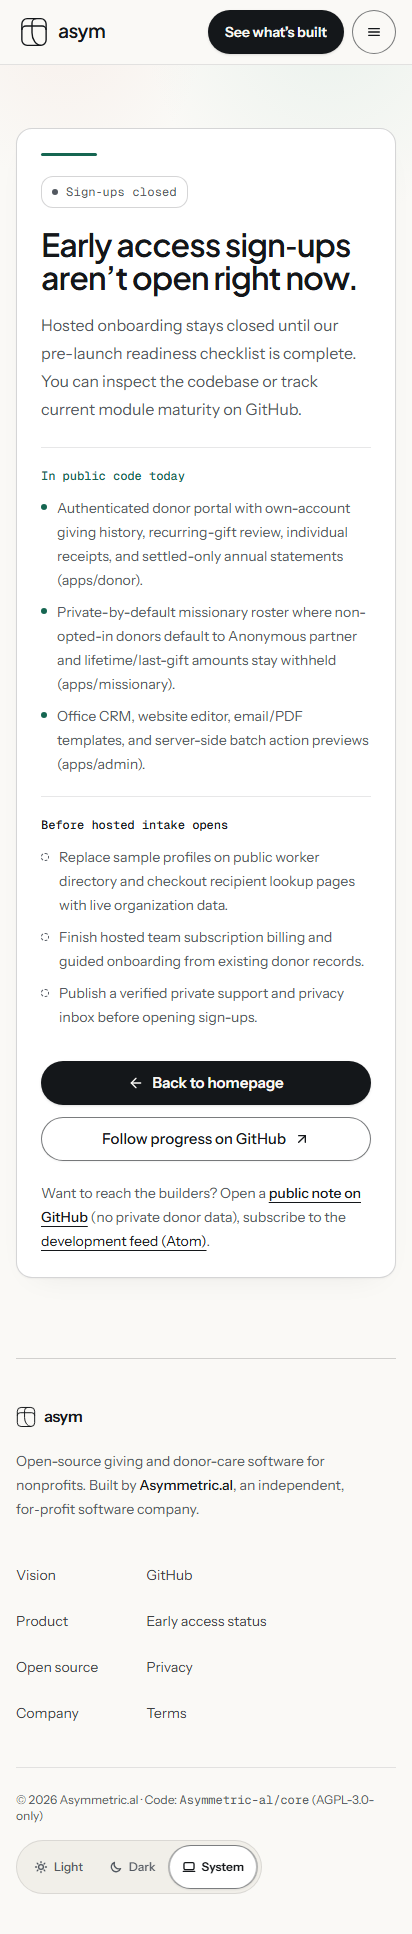 asym
See what's built
Sign-ups closed
Early access sign-ups
aren't open right now.
Hosted onboarding stays closed until our
pre-launch readiness checklist is complete.
You can inspect the codebase or track
current module maturity on GitHub.
In public code today
Authenticated donor portal with own-account
giving history, recurring-gift review, individual
receipts, and settled-only annual statements
(apps/donor).
Private-by-default missionary roster where non-
opted-in donors default to Anonymous partner
and lifetime/last-gift amounts stay withheld
(apps/missionary).
Office CRM, website editor, email/PDF
templates, and server-side batch action previews
(apps/admin).
Before hosted intake opens
Replace sample profiles on public worker
directory and checkout recipient lookup pages
with live organization data.
Finish hosted team subscription billing and
guided onboarding from existing donor records.
Publish a verified private support and privacy
inbox before opening sign-ups.
← Back to homepage
Follow progress on GitHub ↗
Want to reach the builders? Open a public note on
GitHub (no private donor data), subscribe to the
development feed (Atom).
asym
Open-source giving and donor-care software for
nonprofits. Built by Asymmetric.al, an independent,
for-profit software company.
Vision GitHub
Product Early access status
Open source Privacy
Company Terms
© 2026 Asymmetric.al · Code: Asymmetric-al/core (AGPL-3.0-
only)
Light Dark System